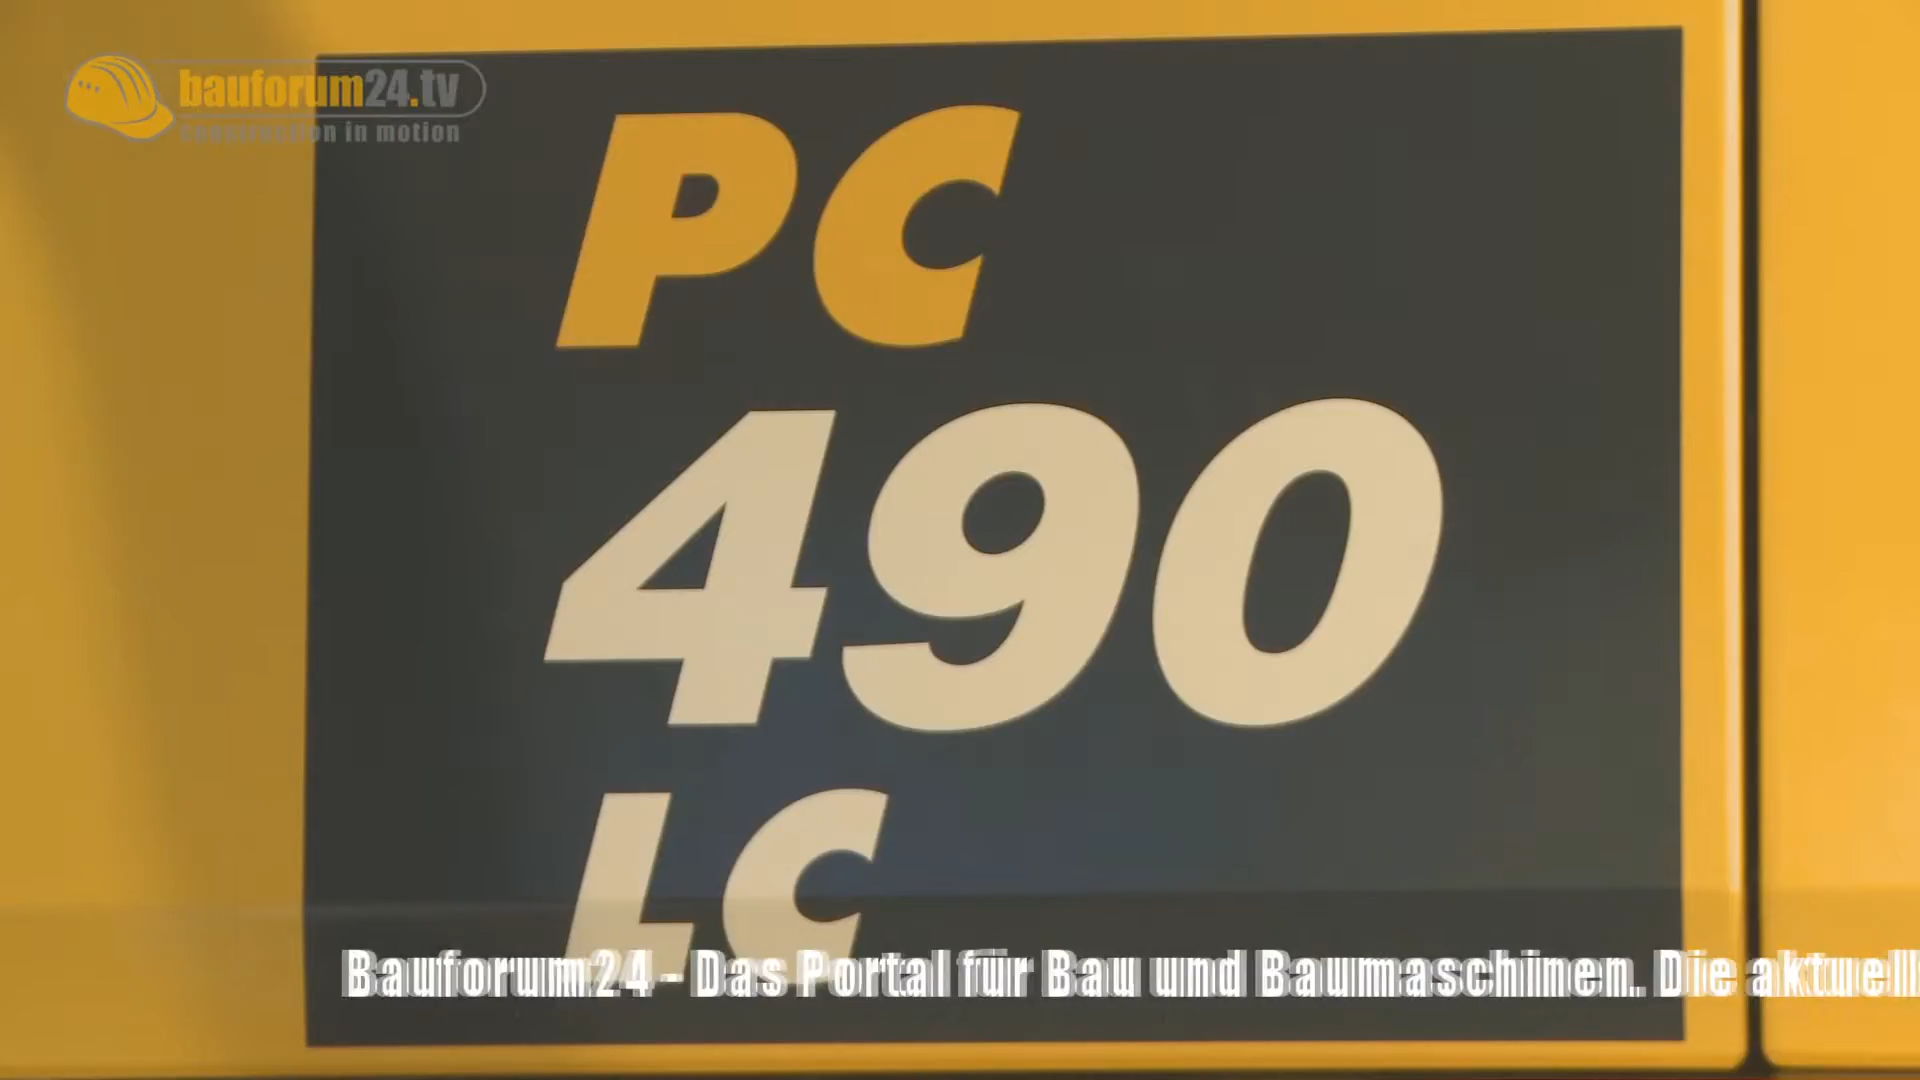 bauforum24.tv
construction in motion
PC
490
LC
Bauforum24 - Das Portal für Bau und Baumaschinen. Die aktuell